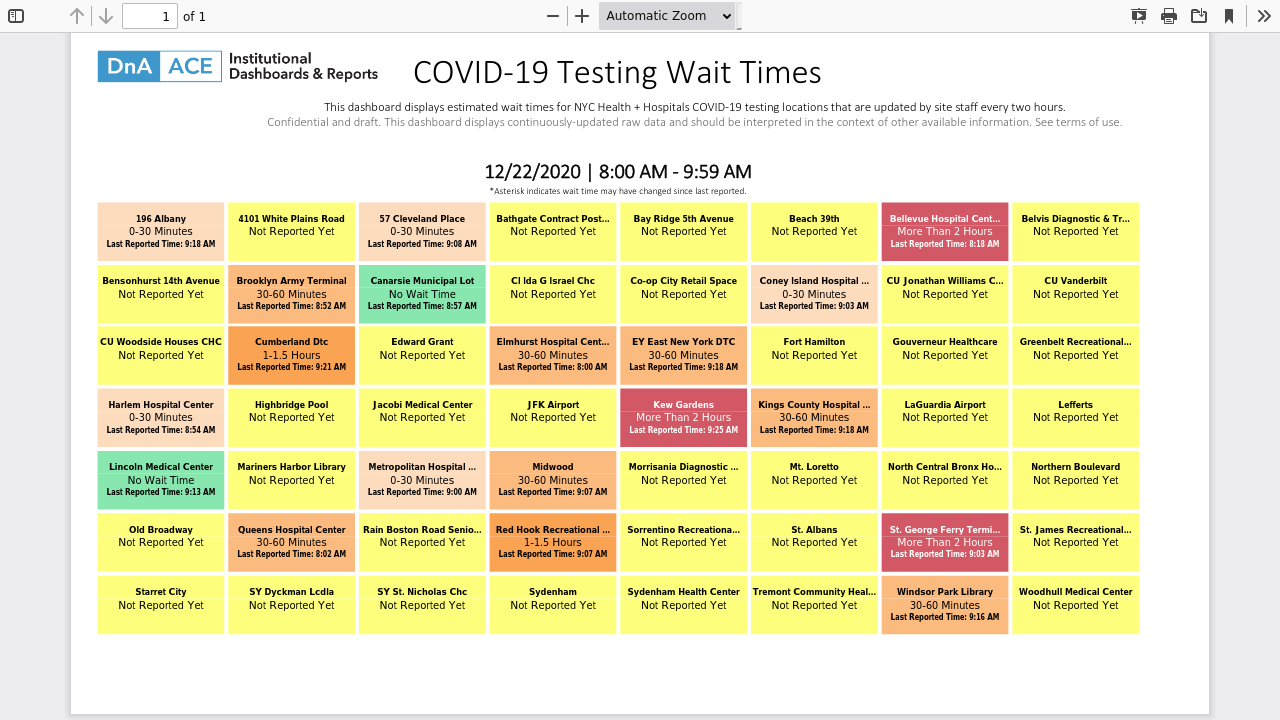 1 of 1
Automatic Zoom
DnA ACE Institutional
Dashboards & Reports
COVID-19 Testing Wait Times
This dashboard displays estimated wait times for NYC Health + Hospitals COVID-19 testing locations that are updated by site staff every two hours.
Confidential and draft. This dashboard displays continuously-updated raw data and should be interpreted in the context of other available information. See terms of use.
12/22/2020 | 8:00 AM - 9:59 AM
*Asterisk indicates wait time may have changed since last reported.
196 Albany
0-30 Minutes
Last Reported Time: 9:18 AM
4101 White Plains Road
Not Reported Yet
57 Cleveland Place
0-30 Minutes
Last Reported Time: 9:08 AM
Bathgate Contract Post...
Not Reported Yet
Bay Ridge 5th Avenue
Not Reported Yet
Beach 39th
Not Reported Yet
Bellevue Hospital Cent...
More Than 2 Hours
Last Reported Time: 8:18 AM
Belvis Diagnostic & Tr...
Not Reported Yet
Bensonhurst 14th Avenue
Not Reported Yet
Brooklyn Army Terminal
30-60 Minutes
Last Reported Time: 8:52 AM
Canarsie Municipal Lot
No Wait Time
Last Reported Time: 8:57 AM
Cl Ida G Israel Chc
Not Reported Yet
Co-op City Retail Space
Not Reported Yet
Coney Island Hospital ...
0-30 Minutes
Last Reported Time: 9:03 AM
CU Jonathan Williams C...
Not Reported Yet
CU Vanderbilt
Not Reported Yet
CU Woodside Houses CHC
Not Reported Yet
Cumberland Dtc
1-1.5 Hours
Last Reported Time: 9:21 AM
Edward Grant
Not Reported Yet
Elmhurst Hospital Cent...
30-60 Minutes
Last Reported Time: 8:00 AM
EY East New York DTC
30-60 Minutes
Last Reported Time: 9:18 AM
Fort Hamilton
Not Reported Yet
Gouverneur Healthcare
Not Reported Yet
Greenbelt Recreational...
Not Reported Yet
Harlem Hospital Center
0-30 Minutes
Last Reported Time: 8:54 AM
Highbridge Pool
Not Reported Yet
Jacobi Medical Center
Not Reported Yet
JFK Airport
Not Reported Yet
Kew Gardens
More Than 2 Hours
Last Reported Time: 9:25 AM
Kings County Hospital ...
30-60 Minutes
Last Reported Time: 9:18 AM
LaGuardia Airport
Not Reported Yet
Lefferts
Not Reported Yet
Lincoln Medical Center
No Wait Time
Last Reported Time: 9:13 AM
Mariners Harbor Library
Not Reported Yet
Metropolitan Hospital ...
0-30 Minutes
Last Reported Time: 9:00 AM
Midwood
30-60 Minutes
Last Reported Time: 9:07 AM
Morrisania Diagnostic ...
Not Reported Yet
Mt. Loretto
Not Reported Yet
North Central Bronx Ho...
Not Reported Yet
Northern Boulevard
Not Reported Yet
Old Broadway
Not Reported Yet
Queens Hospital Center
30-60 Minutes
Last Reported Time: 8:02 AM
Rain Boston Road Senio...
Not Reported Yet
Red Hook Recreational ...
1-1.5 Hours
Last Reported Time: 9:07 AM
Sorrentino Recreationa...
Not Reported Yet
St. Albans
Not Reported Yet
St. George Ferry Termi...
More Than 2 Hours
Last Reported Time: 9:03 AM
St. James Recreational...
Not Reported Yet
Starret City
Not Reported Yet
SY Dyckman Lcdla
Not Reported Yet
SY St. Nicholas Chc
Not Reported Yet
Sydenham
Not Reported Yet
Sydenham Health Center
Not Reported Yet
Tremont Community Heal...
Not Reported Yet
Windsor Park Library
30-60 Minutes
Last Reported Time: 9:16 AM
Woodhull Medical Center
Not Reported Yet